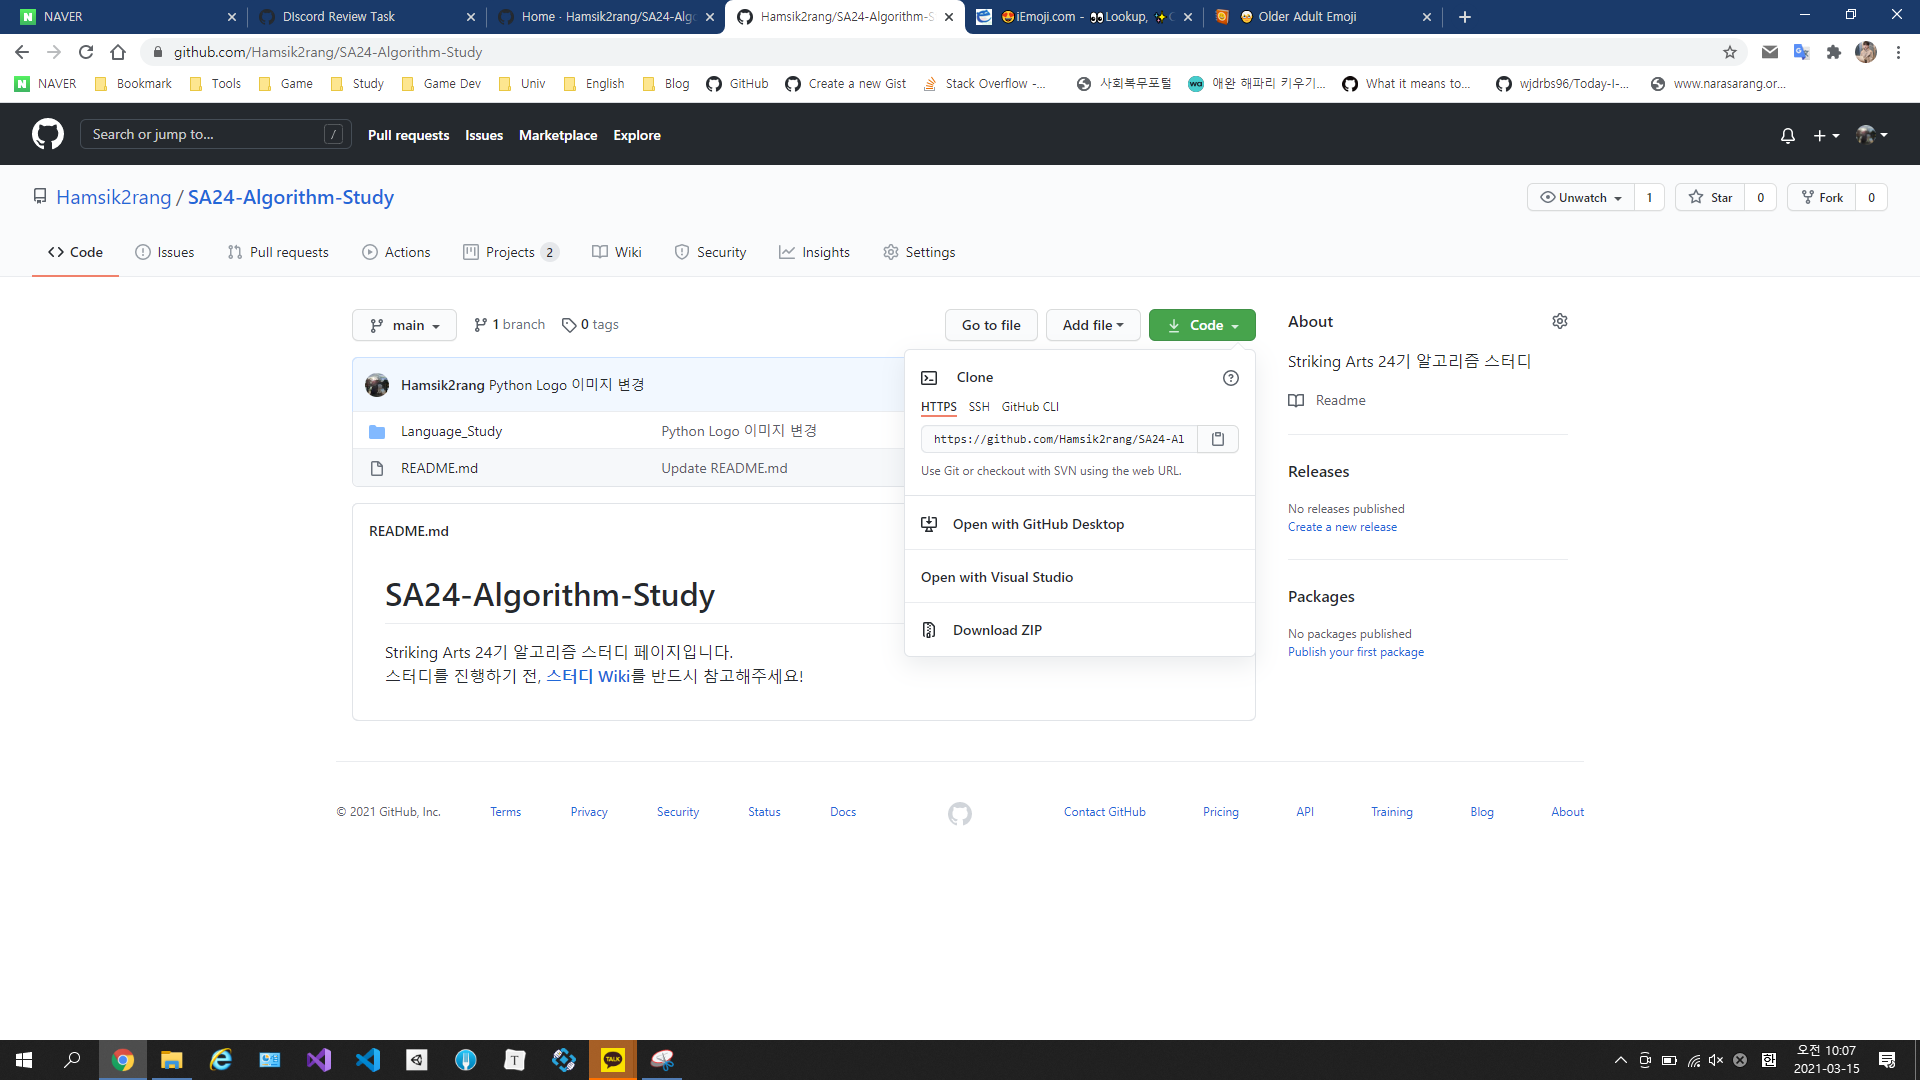 NAVER
DIscord Review Task
Home · Hamsik2rang/SA24-Algo
Hamsik2rang/SA24-Algorithm-S
iEmoji.com - 👀Lookup, ✨
Older Adult Emoji
github.com/Hamsik2rang/SA24-Algorithm-Study
NAVER
Bookmark
Tools
Game
Study
Game Dev
Univ
English
Blog
GitHub
Create a new Gist
Stack Overflow -...
사회복무포털
애완 해파리 키우기...
What it means to...
wjdrbs96/Today-I-...
www.narasarang.or...
Search or jump to...
/
Pull requests
Issues
Marketplace
Explore
Hamsik2rang / SA24-Algorithm-Study
Unwatch 1
Star 0
Fork 0
Code
Issues
Pull requests
Actions
Projects 2
Wiki
Security
Insights
Settings
main
1 branch
0 tags
Go to file
Add file
Code
Hamsik2rang Python Logo 이미지 변경
Language_Study
Python Logo 이미지 변경
README.md
Update README.md
Clone
HTTPS
SSH
GitHub CLI
https://github.com/Hamsik2rang/SA24-Al
Use Git or checkout with SVN using the web URL.
Open with GitHub Desktop
Open with Visual Studio
Download ZIP
README.md
SA24-Algorithm-Study
Striking Arts 24기 알고리즘 스터디 페이지입니다.
스터디를 진행하기 전, 스터디 Wiki를 반드시 참고해주세요!
About
Striking Arts 24기 알고리즘 스터디
Readme
Releases
No releases published
Create a new release
Packages
No packages published
Publish your first package
© 2021 GitHub, Inc.
Terms
Privacy
Security
Status
Docs
Contact GitHub
Pricing
API
Training
Blog
About
TALK
한
오전 10:07
2021-03-15